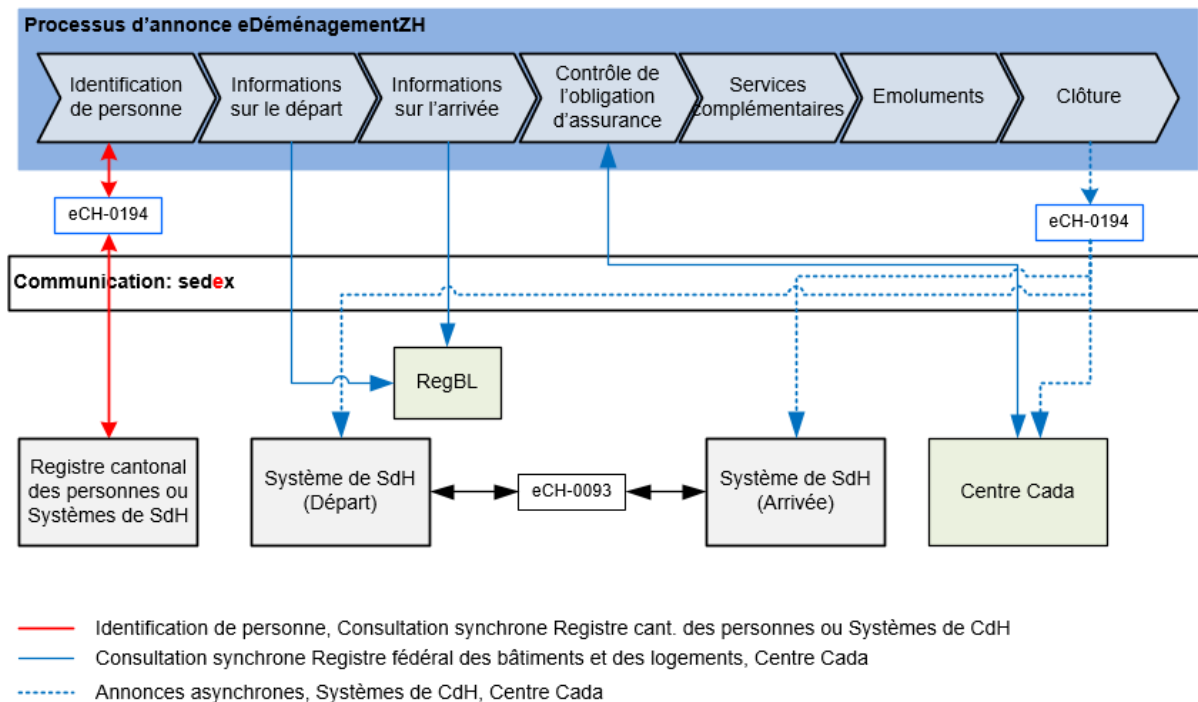 Processus d'annonce eDéménagementZH
Identification
de personne
Informations
sur le départ
Informations
sur l'arrivée
Contrôle de
l'obligation
d'assurance
Services
complémentaires
Emoluments
Clôture
eCH-0194
eCH-0194
Communication: sedex
RegBL
Registre cantonal
des personnes ou
Systèmes de SdH
Système de SdH
(Départ)
eCH-0093
Système de SdH
(Arrivée)
Centre Cada
Identification de personne, Consultation synchrone Registre cant. des personnes ou Systèmes de CdH
Consultation synchrone Registre fédéral des bâtiments et des logements, Centre Cada
Annonces asynchrones, Systèmes de CdH, Centre Cada